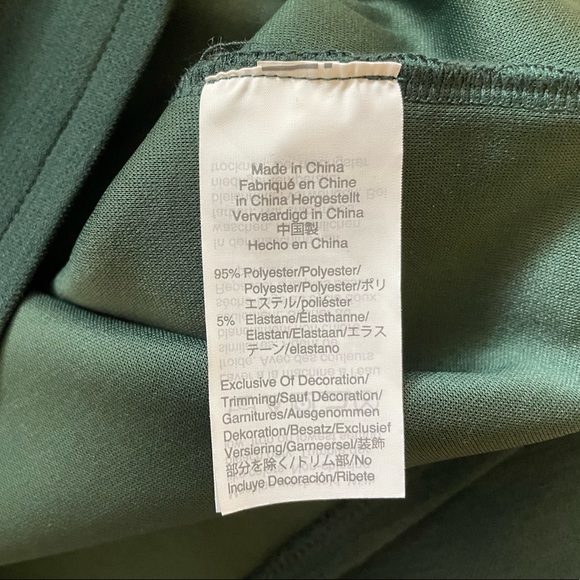 Made in China
Fabriqué en Chine
in China Hergestellt
Vervaardigd in China
中国製
Hecho en China
95% Polyester/Polyester/
Polyester/Polyester/ポリ
エステル/poliéster
5% Elastane/Élasthanne/
Elastan/Elastaan/エラス
テーン/elastano
Exclusive Of Decoration/
Trimming/Sauf Décoration/
Garnitures/Ausgenommen
Dekoration/Besatz/Exclusief
Versiering/Garneersel/装飾
部分を除く/トリム部/No
Incluye Decoración/Ribete